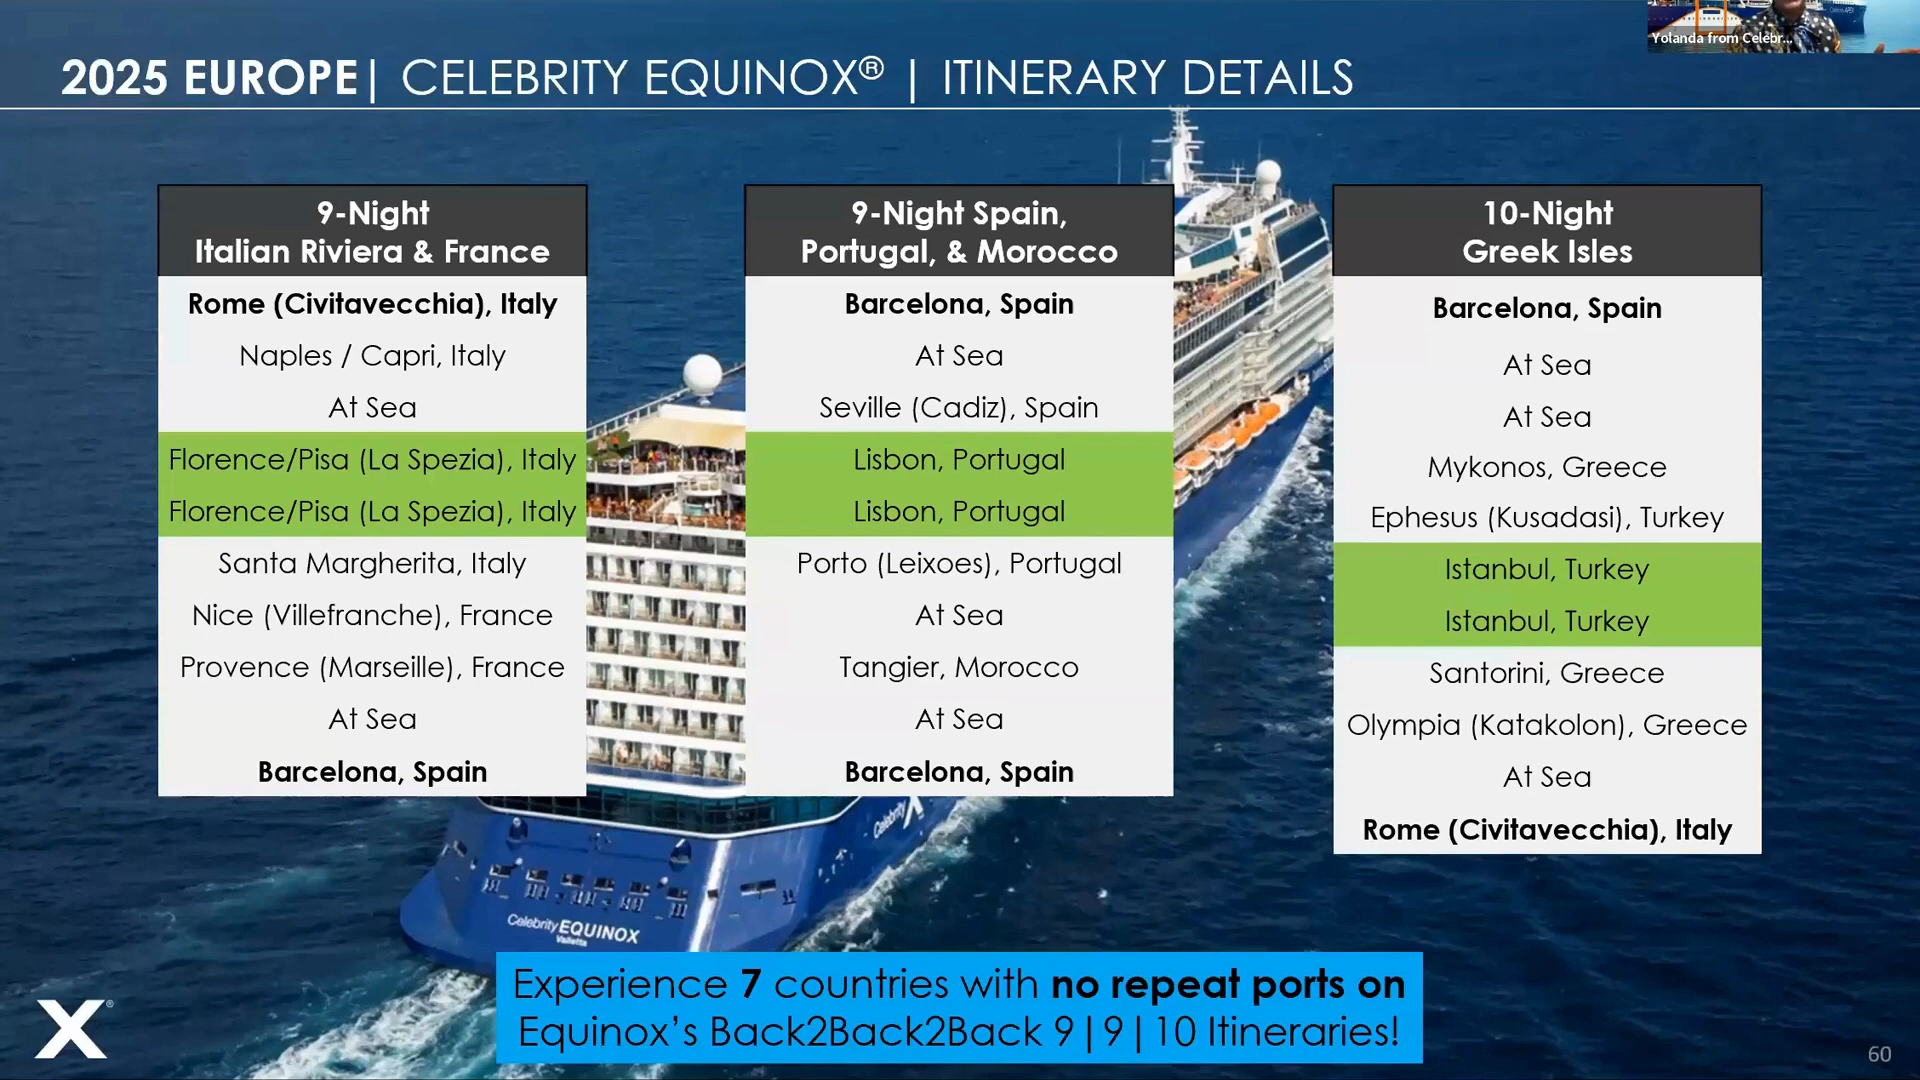 Yolanda from Celebr...
2025 EUROPE| CELEBRITY EQUINOX® | ITINERARY DETAILS
9-Night
Italian Riviera & France
Rome (Civitavecchia), Italy
Naples / Capri, Italy
At Sea
Florence/Pisa (La Spezia), Italy
Florence/Pisa (La Spezia), Italy
Santa Margherita, Italy
Nice (Villefranche), France
Provence (Marseille), France
At Sea
Barcelona, Spain
9-Night Spain,
Portugal, & Morocco
Barcelona, Spain
At Sea
Seville (Cadiz), Spain
Lisbon, Portugal
Lisbon, Portugal
Porto (Leixoes), Portugal
At Sea
Tangier, Morocco
At Sea
Barcelona, Spain
10-Night
Greek Isles
Barcelona, Spain
At Sea
At Sea
Mykonos, Greece
Ephesus (Kusadasi), Turkey
Istanbul, Turkey
Istanbul, Turkey
Santorini, Greece
Olympia (Katakolon), Greece
At Sea
Rome (Civitavecchia), Italy
Celebrity X
Celebrity EQUINOX
Valletta
Experience 7 countries with no repeat ports on
Equinox's Back2Back2Back 9|9|10 Itineraries!
X®
60